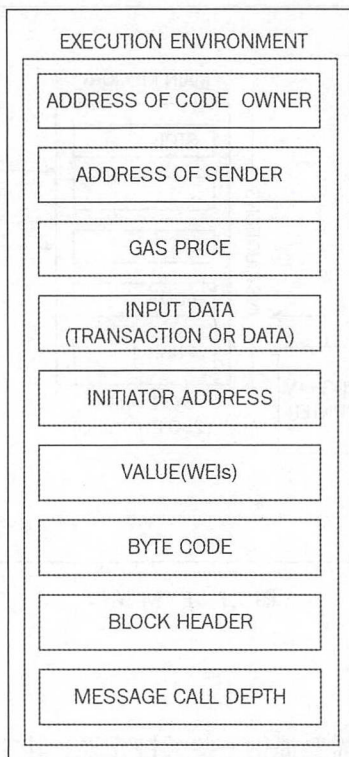 EXECUTION ENVIRONMENT
ADDRESS OF CODE OWNER
ADDRESS OF SENDER
GAS PRICE
INPUT DATA
(TRANSACTION OR DATA)
INITIATOR ADDRESS
VALUE(WEIs)
BYTE CODE
BLOCK HEADER
MESSAGE CALL DEPTH